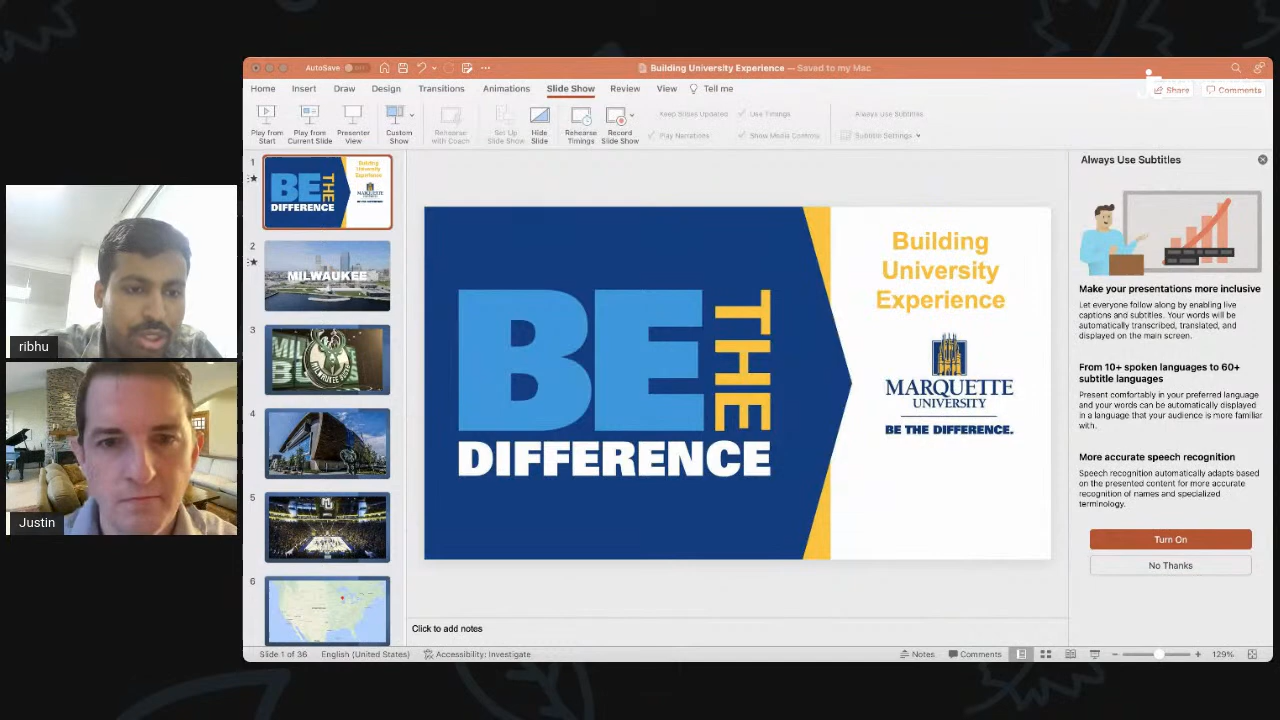 AutoSave
Building University Experience — Saved to my Mac
Home Insert Draw Design Transitions Animations Slide Show Review View Tell me
Share Comments
Play from Start
Play from Current Slide
Presenter View
Custom Show
Rehearse with Coach
Set Up Slide Show
Hide Slide
Rehearse Timings
Record Slide Show
Keep Slides Updated
Use Timings
Play Narrations
Show Media Controls
Always Use Subtitles
Subtitle Settings
1
BE THE
DIFFERENCE
Building
University
Experience
MARQUETTE
2
MILWAUKEE
3
4
5
6
BE THE
DIFFERENCE
Building
University
Experience
MARQUETTE
UNIVERSITY
BE THE DIFFERENCE.
Always Use Subtitles
Make your presentations more inclusive
Let everyone follow along by enabling live
captions and subtitles. Your words will be
automatically transcribed, translated, and
displayed on the main screen.
From 10+ spoken languages to 60+
subtitle languages
Present comfortably in your preferred language
and your words can be automatically displayed
in a language that your audience is more familiar
with.
More accurate speech recognition
Speech recognition automatically adapts based
on the presented content for more accurate
recognition of names and specialized
terminology.
Turn On
No Thanks
Click to add notes
Slide 1 of 36 English (United States) Accessibility: Investigate
Notes Comments 129%
ribhu
Justin